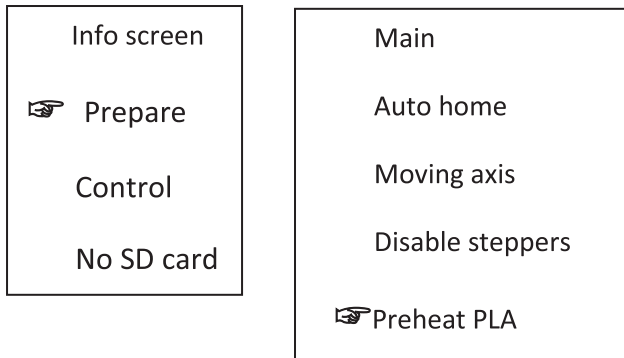 Info screen
☞ Prepare
Control
No SD card
Main
Auto home
Moving axis
Disable steppers
☞ Preheat PLA